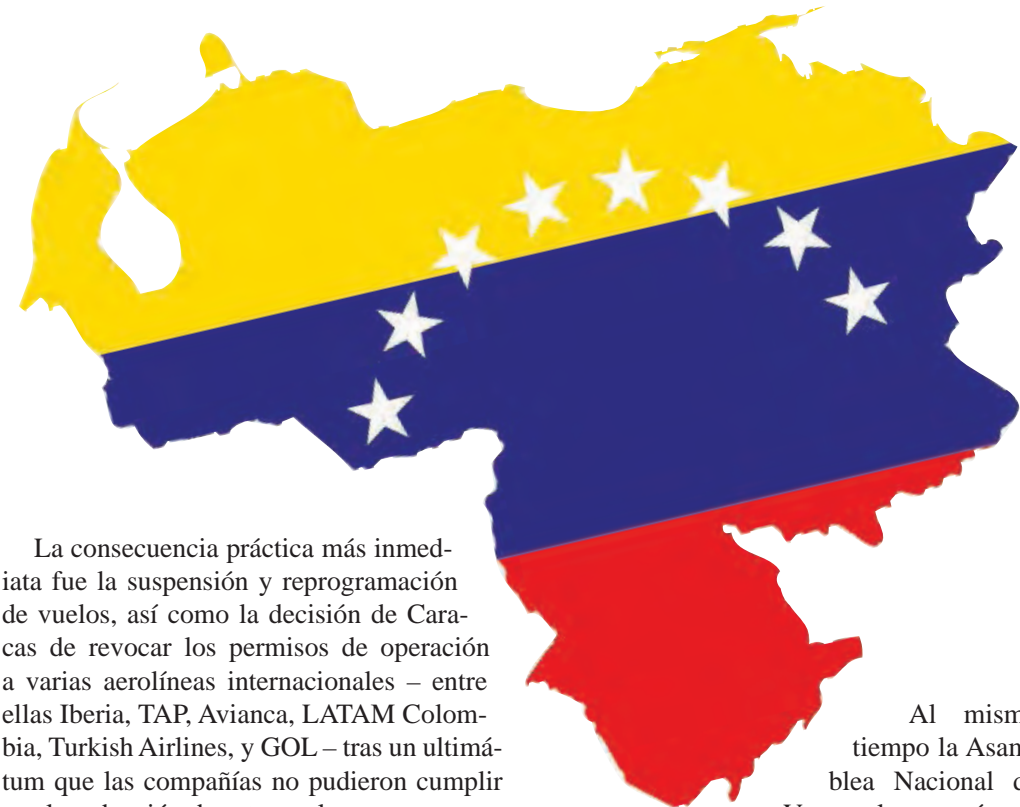 La consecuencia práctica más inmed-
iata fue la suspensión y reprogramación
de vuelos, así como la decisión de Cara-
cas de revocar los permisos de operación
a varias aerolíneas internacionales – entre
ellas Iberia, TAP, Avianca, LATAM Colom-
bia, Turkish Airlines, y GOL – tras un ultimá-
tum que las compañías no pudieron cumplir
Al mism
tiempo la Asam
blea Nacional d